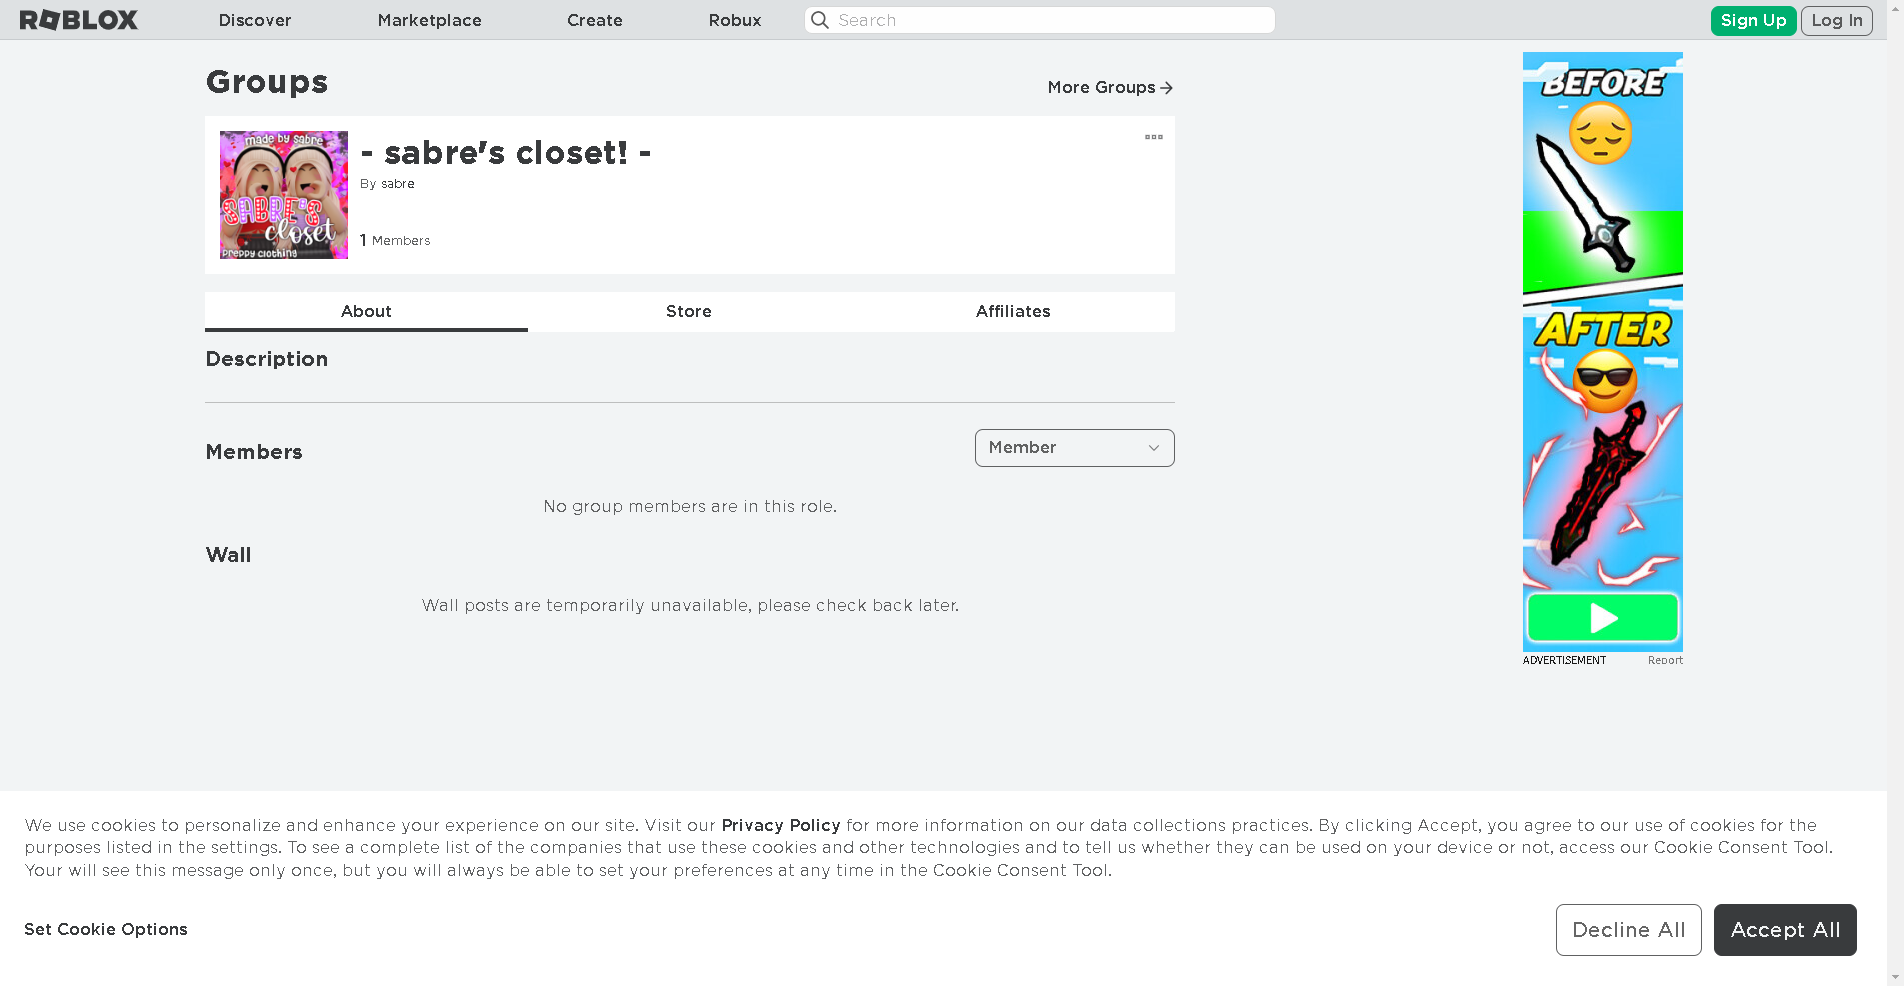 ROBLOX
Discover
Marketplace
Create
Robux
Search
Sign Up
Log In
Groups
More Groups
made by sabre
SABRE'S
closet
preppy clothing
- sabre's closet! -
By sabre
1 Members
About
Store
Affiliates
Description
Members
Member
No group members are in this role.
Wall
Wall posts are temporarily unavailable, please check back later.
BEFORE
AFTER
ADVERTISEMENT
Report
We use cookies to personalize and enhance your experience on our site. Visit our Privacy Policy for more information on our data collections practices. By clicking Accept, you agree to our use of cookies for the
purposes listed in the settings. To see a complete list of the companies that use these cookies and other technologies and to tell us whether they can be used on your device or not, access our Cookie Consent Tool.
Your will see this message only once, but you will always be able to set your preferences at any time in the Cookie Consent Tool.
Set Cookie Options
Decline All
Accept All